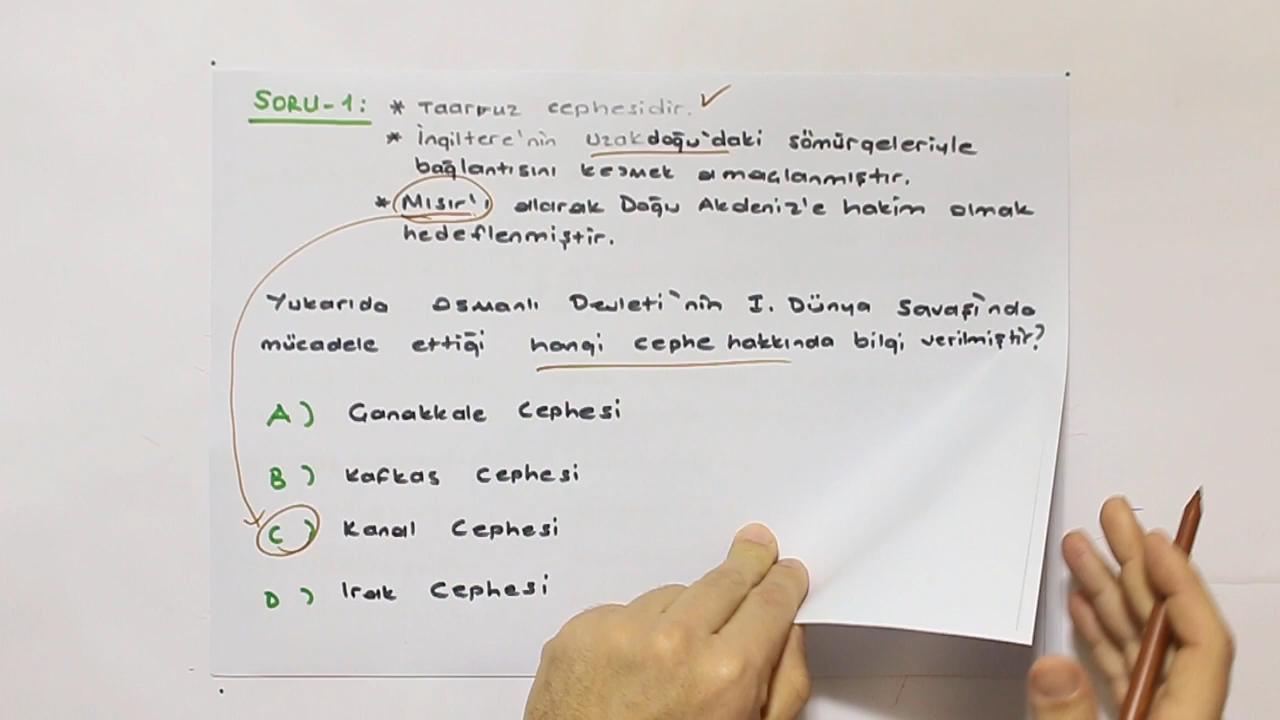 SORU-1: * Taarruz cephesidir.
* İngiltere'nin Uzakdoğu'daki sömürgeleriyle
bağlantısını kesmek amaçlanmıştır.
* Mısır'ı alarak Doğu Akdeniz'e hakim olmak
hedeflenmiştir.
Yukarıda Osmanlı Devleti'nin I. Dünya Savaşı'nda
mücadele ettiği hangi cephe hakkında bilgi verilmiştir?
A) Çanakkale Cephesi
B) Kafkas Cephesi
C) Kanal Cephesi
D) Irak Cephesi